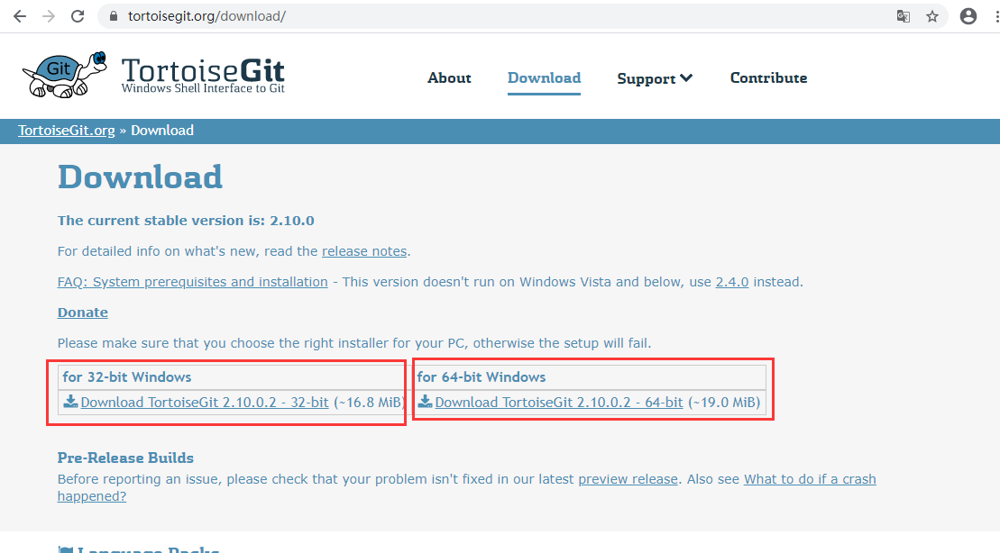 tortoisegit.org/download/
Git
TortoiseGit
Windows Shell Interface to Git
About
Download
Support
Contribute
TortoiseGit.org » Download
Download
The current stable version is: 2.10.0
For detailed info on what's new, read the release notes.
FAQ: System prerequisites and installation - This version doesn't run on Windows Vista and below, use 2.4.0 instead.
Donate
Please make sure that you choose the right installer for your PC, otherwise the setup will fail.
for 32-bit Windows
for 64-bit Windows
Download TortoiseGit 2.10.0.2 - 32-bit (~16.8 MiB)
Download TortoiseGit 2.10.0.2 - 64-bit (~19.0 MiB)
Pre-Release Builds
Before reporting an issue, please check that your problem isn't fixed in our latest preview release. Also see What to do if a crash
happened?
Language Packs